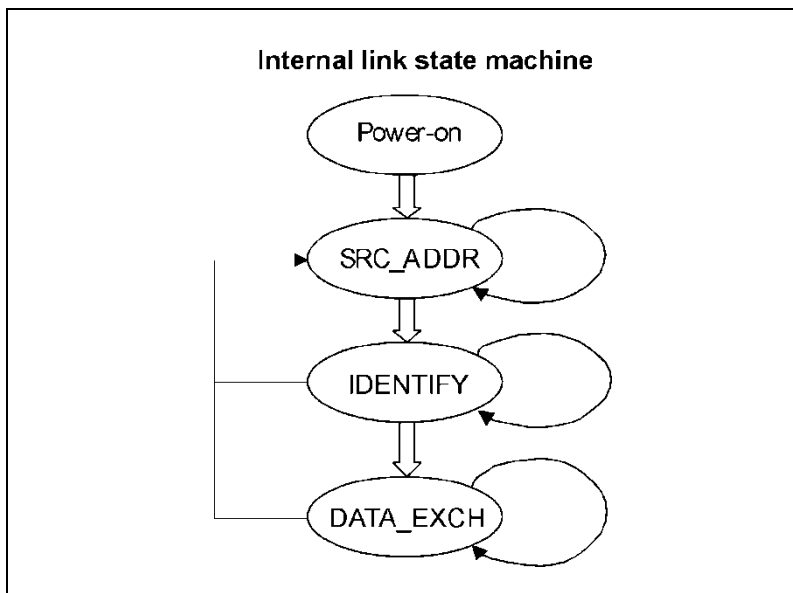 Internal link state machine
Power-on
SRC_ADDR
IDENTIFY
DATA_EXCH